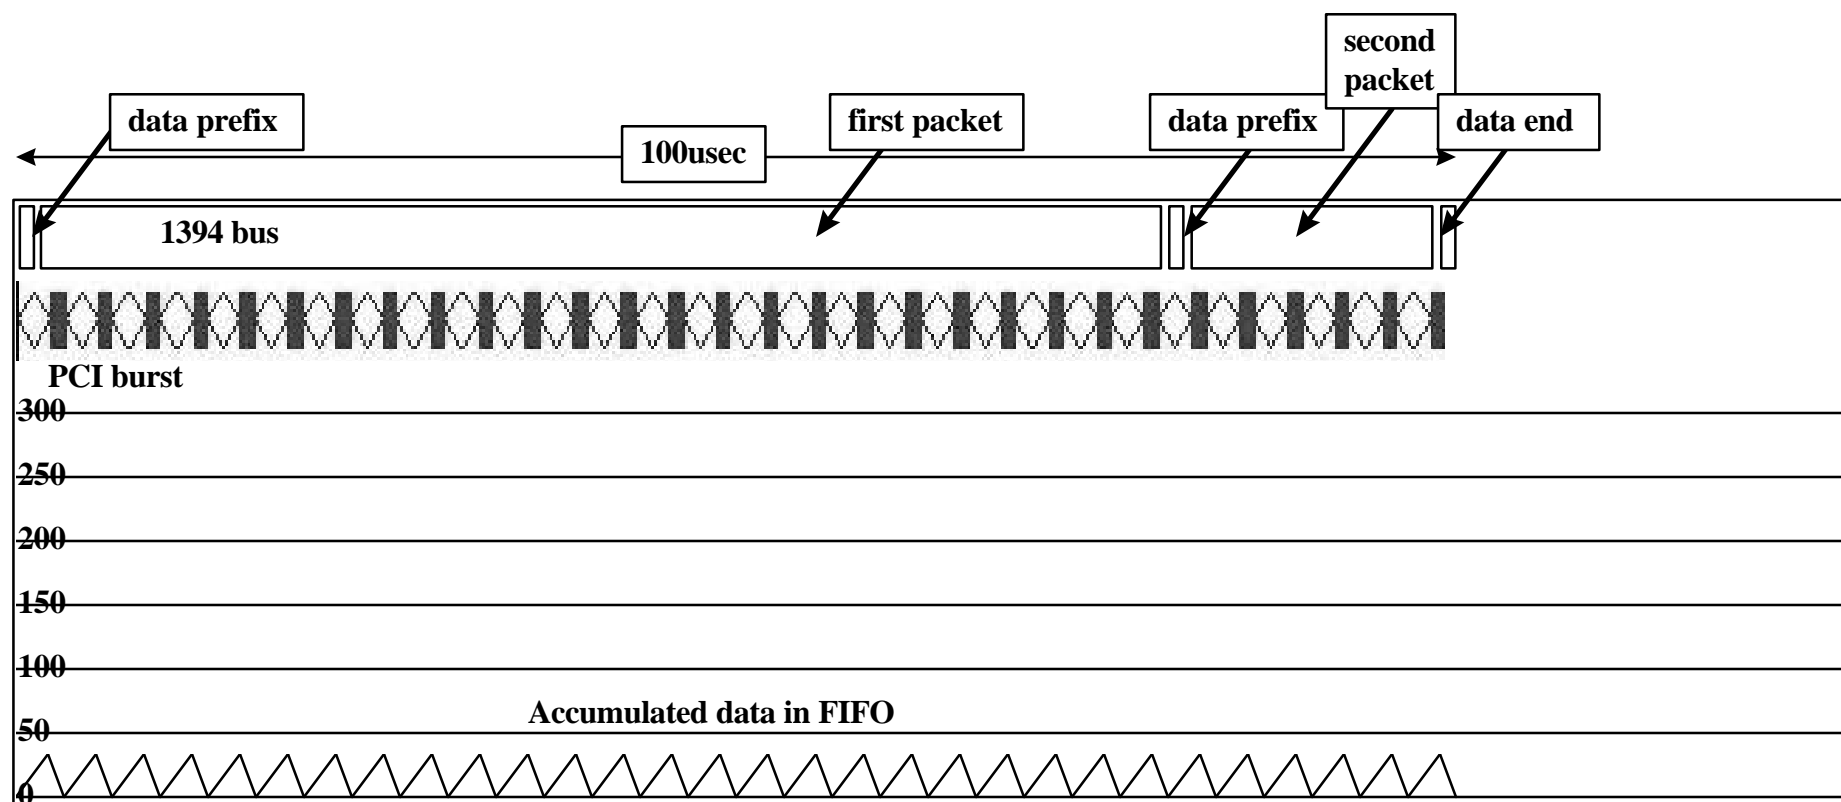 second
packet
data prefix
first packet
data prefix
data end
100usec
1394 bus
PCI burst
300
250
200
150
100
Accumulated data in FIFO
50
0